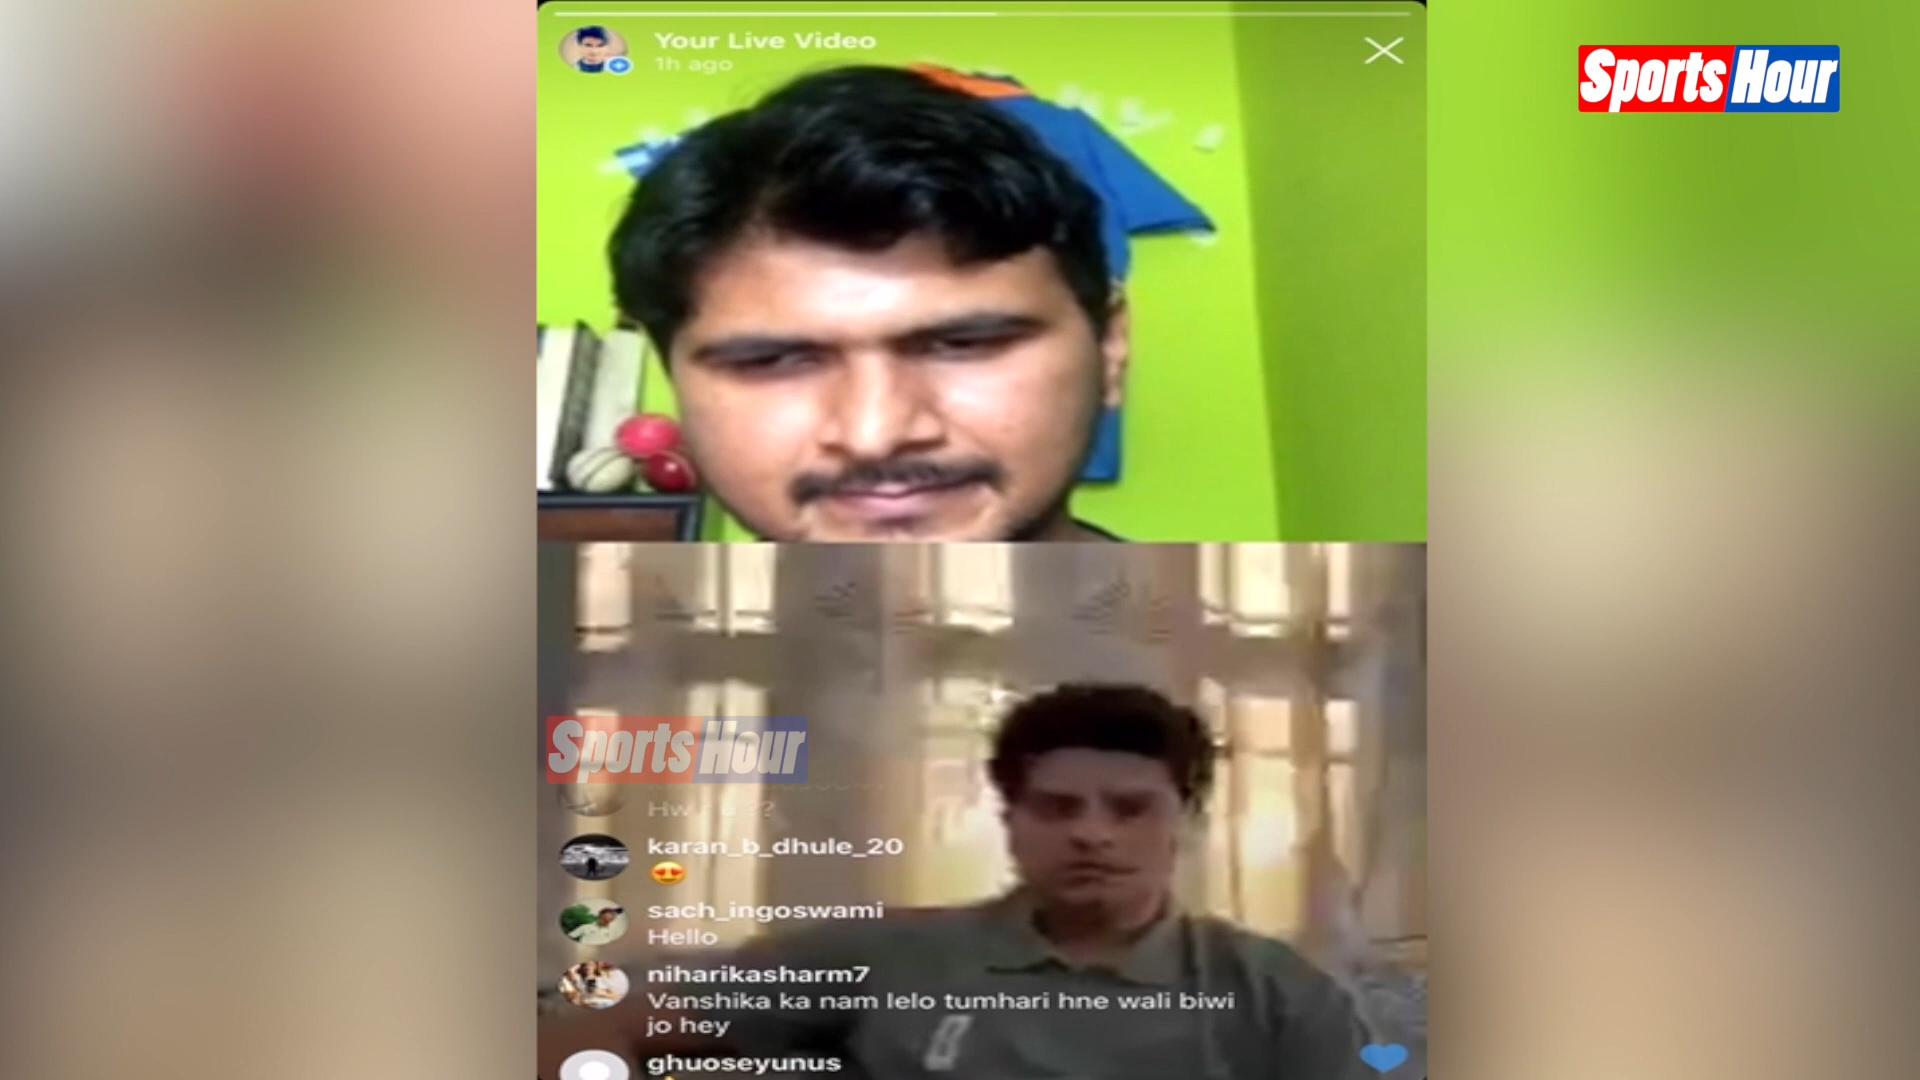 Your Live Video
1h ago
Sports Hour
Sports Hour
karan_b_dhule_20
😍
sach_ingoswami
Hello
niharikasharm7
Vanshika ka nam lelo tumhari hne wali biwi
jo hey
ghuoseyunus